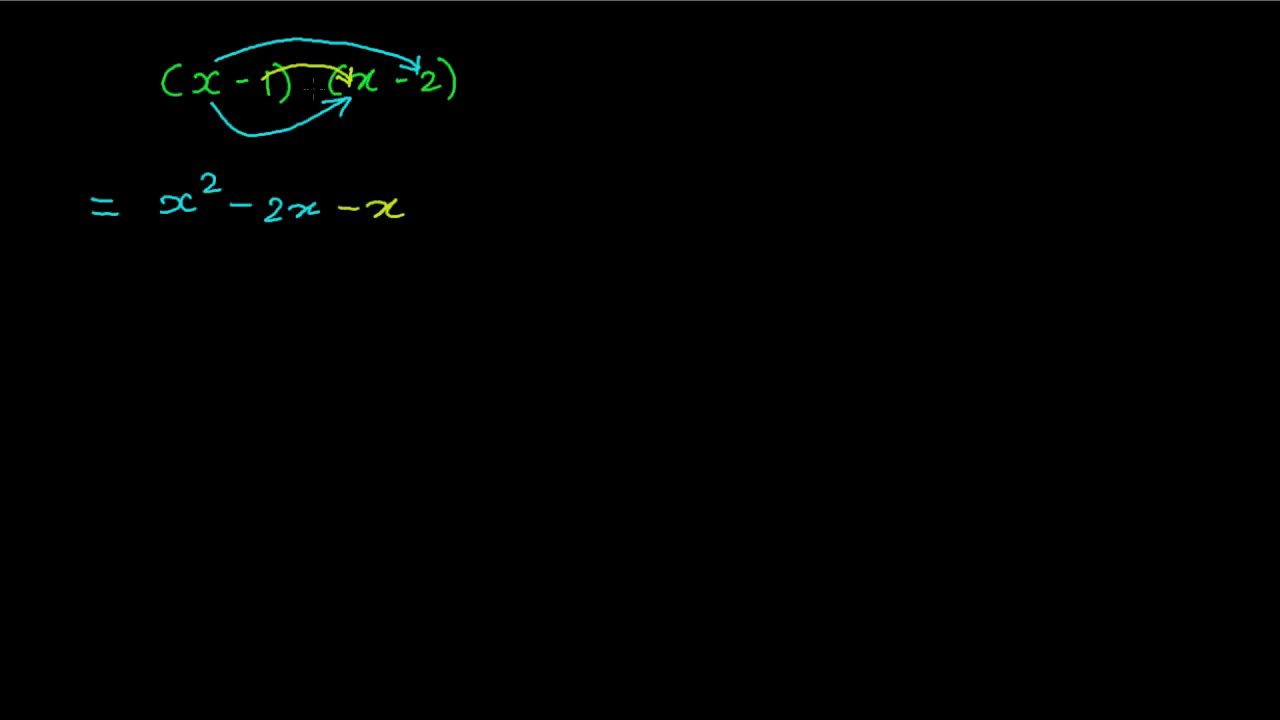 (x - 1) (x - 2)
= x² - 2x - x